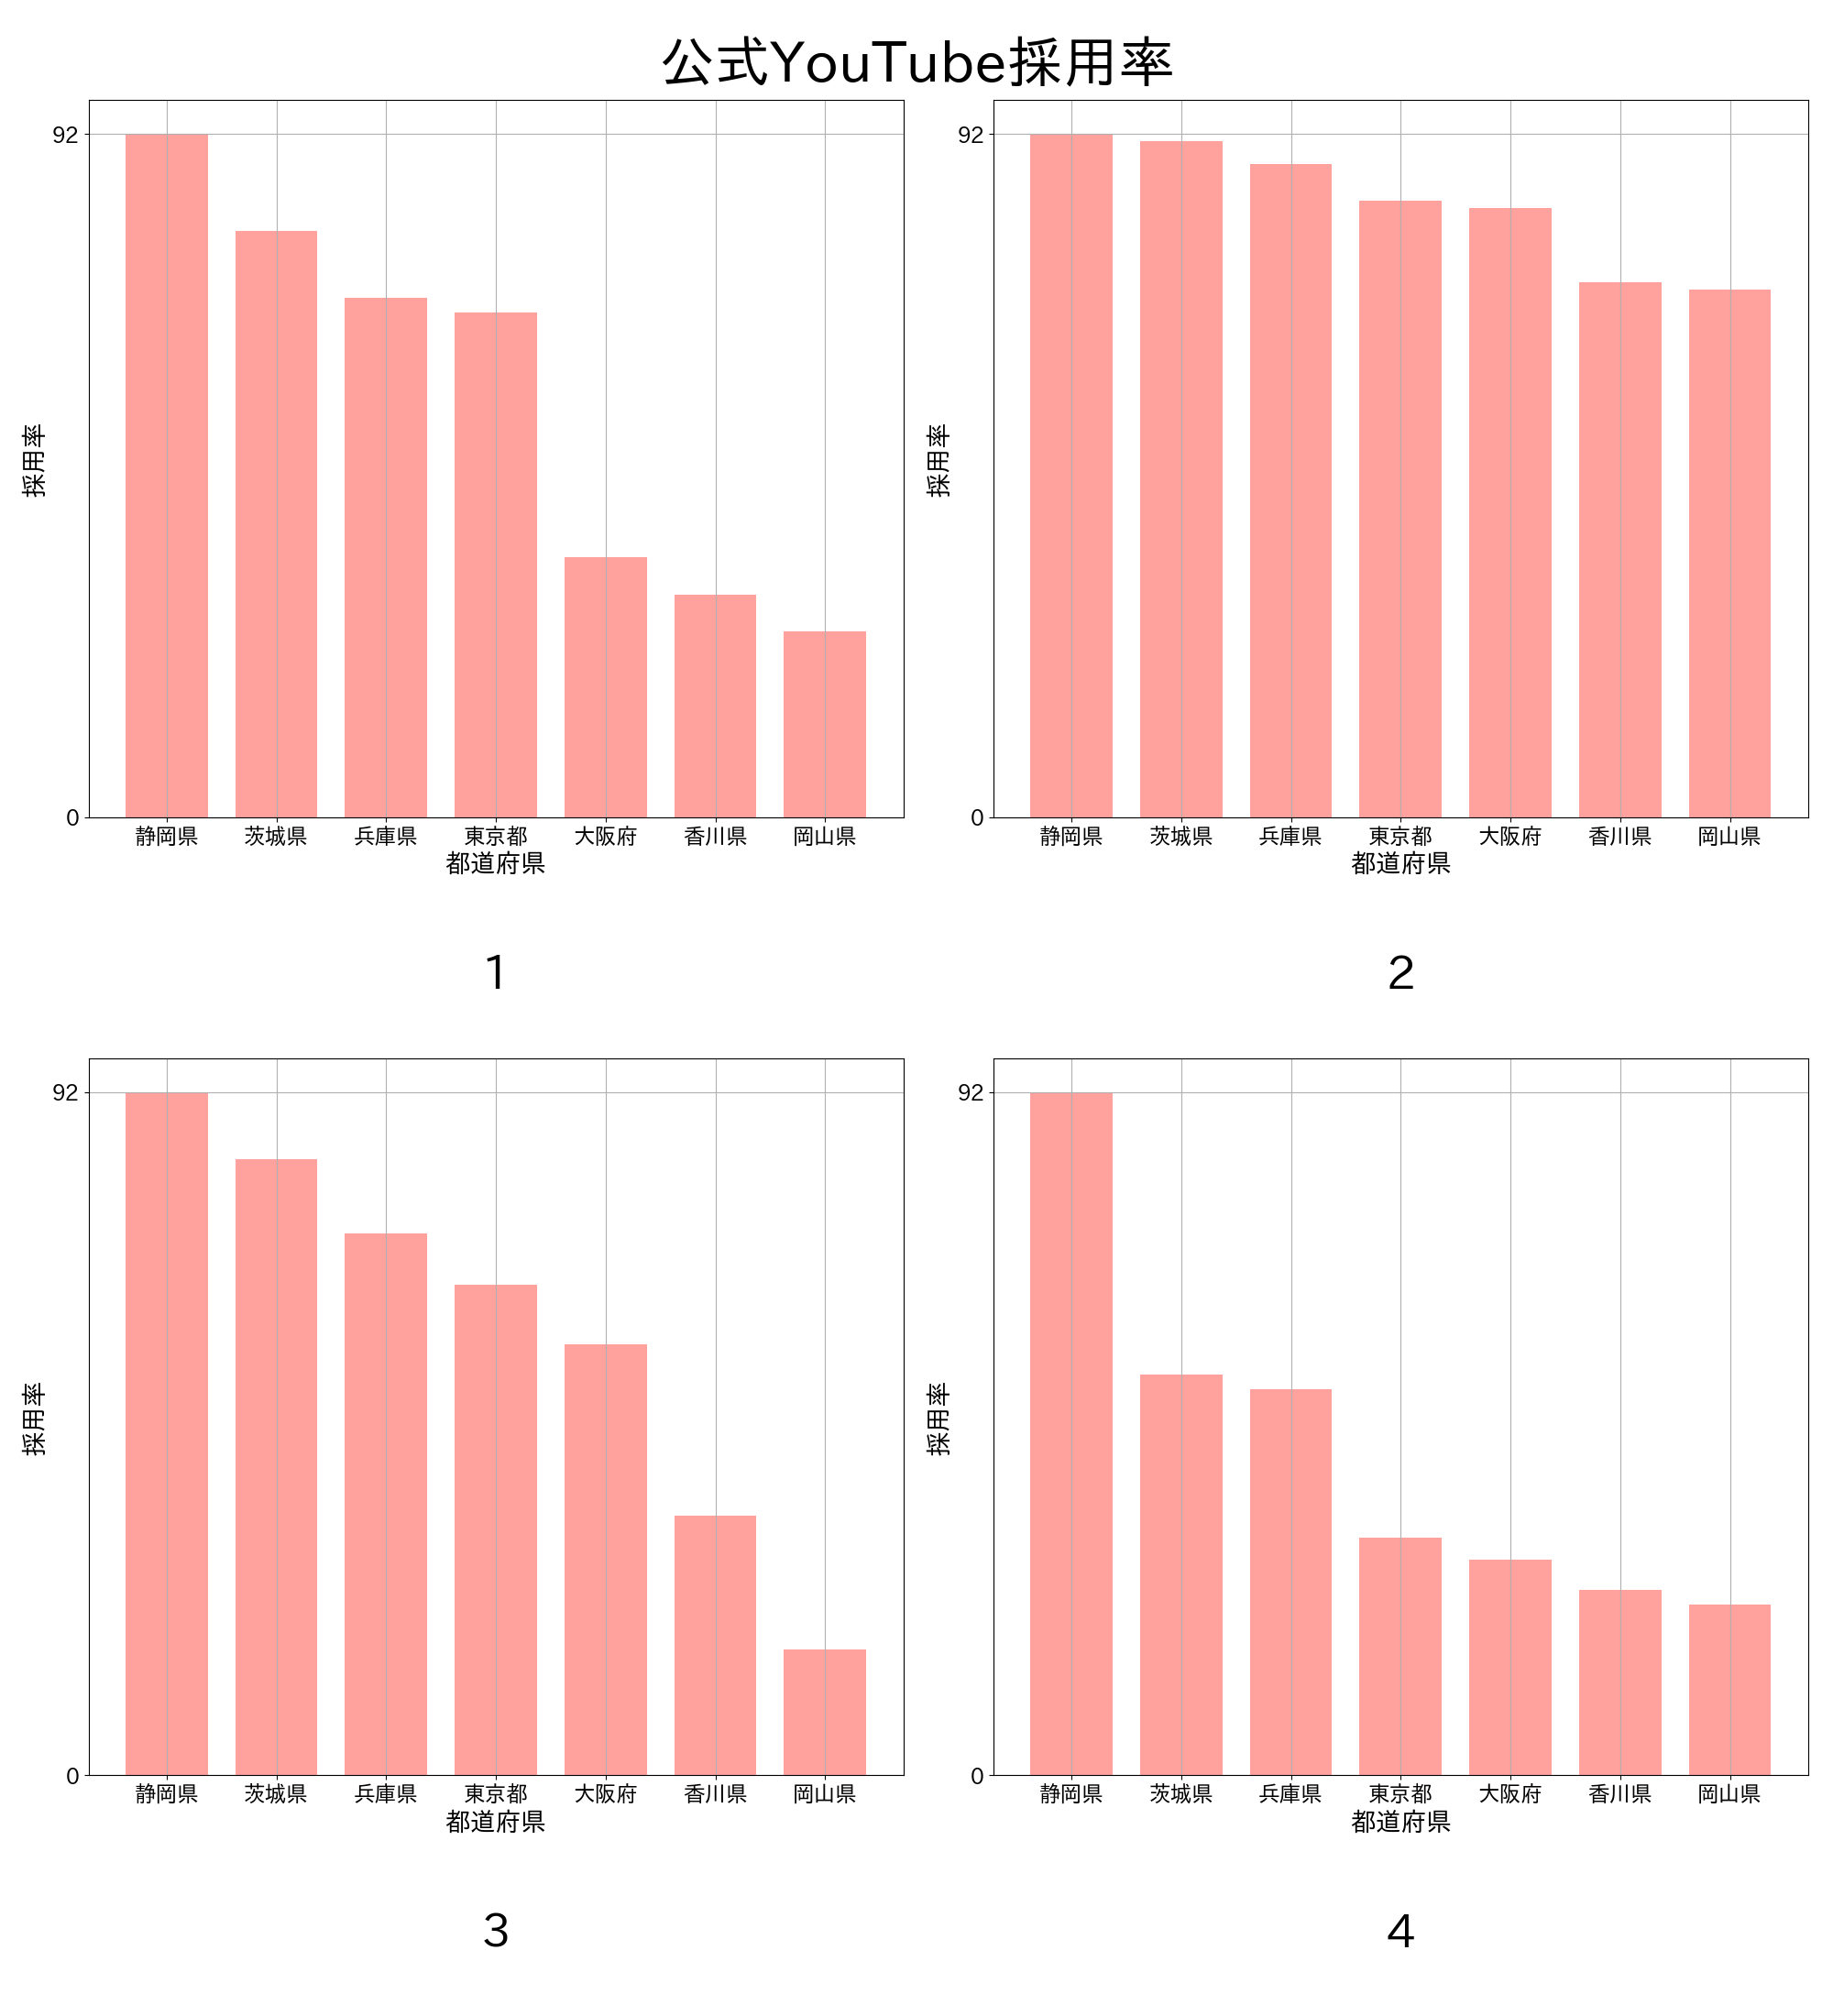 公式YouTube採用率
92
0
採用率
静岡県 茨城県 兵庫県 東京都 大阪府 香川県 岡山県
都道府県
1
92
0
採用率
静岡県 茨城県 兵庫県 東京都 大阪府 香川県 岡山県
都道府県
2
92
0
採用率
静岡県 茨城県 兵庫県 東京都 大阪府 香川県 岡山県
都道府県
3
92
0
採用率
静岡県 茨城県 兵庫県 東京都 大阪府 香川県 岡山県
都道府県
4